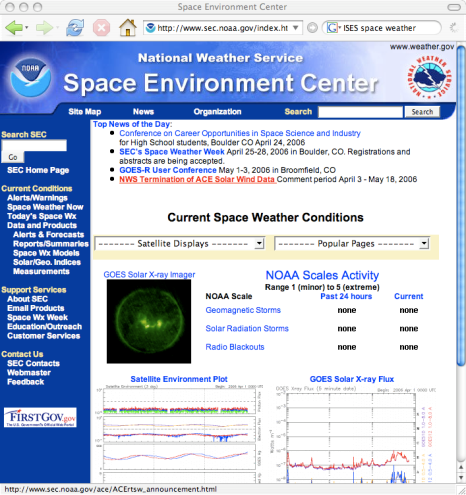 Space Environment Center
http://www.sec.noaa.gov/index.ht
ISES space weather
www.weather.gov
NOAA
National Weather Service
Space Environment Center
Site Map News Organization Search Search
Search SEC
Go
SEC Home Page
Current Conditions
Alerts/Warnings
Space Weather Now
Today's Space Wx
Data and Products
Alerts & Forecasts
Reports/Summaries
Space Wx Models
Solar/Geo. Indices
Measurements
Support Services
About SEC
Email Products
Space Wx Week
Education/Outreach
Customer Services
Contact Us
SEC Contacts
Webmaster
Feedback
FIRSTGOV.gov
Top News of the Day:
Conference on Career Opportunities in Space Science and Industry
for High School students, Boulder CO April 24, 2006
SEC's Space Weather Week April 25-28, 2006 in Boulder, CO. Registrations and
abstracts are being accepted.
GOES-R User Conference May 1-3, 2006 in Broomfield, CO
NWS Termination of ACE Solar Wind Data Comment period April 3 - May 18, 2006
Current Space Weather Conditions
------- Satellite Displays ------- ------- Popular Pages -------
GOES Solar X-ray Imager
NOAA Scales Activity
Range 1 (minor) to 5 (extreme)
NOAA Scale Past 24 hours Current
Geomagnetic Storms none none
Solar Radiation Storms none none
Radio Blackouts none none
Satellite Environment Plot GOES Solar X-ray Flux
http://www.sec.noaa.gov/ace/ACErtsw_announcement.html